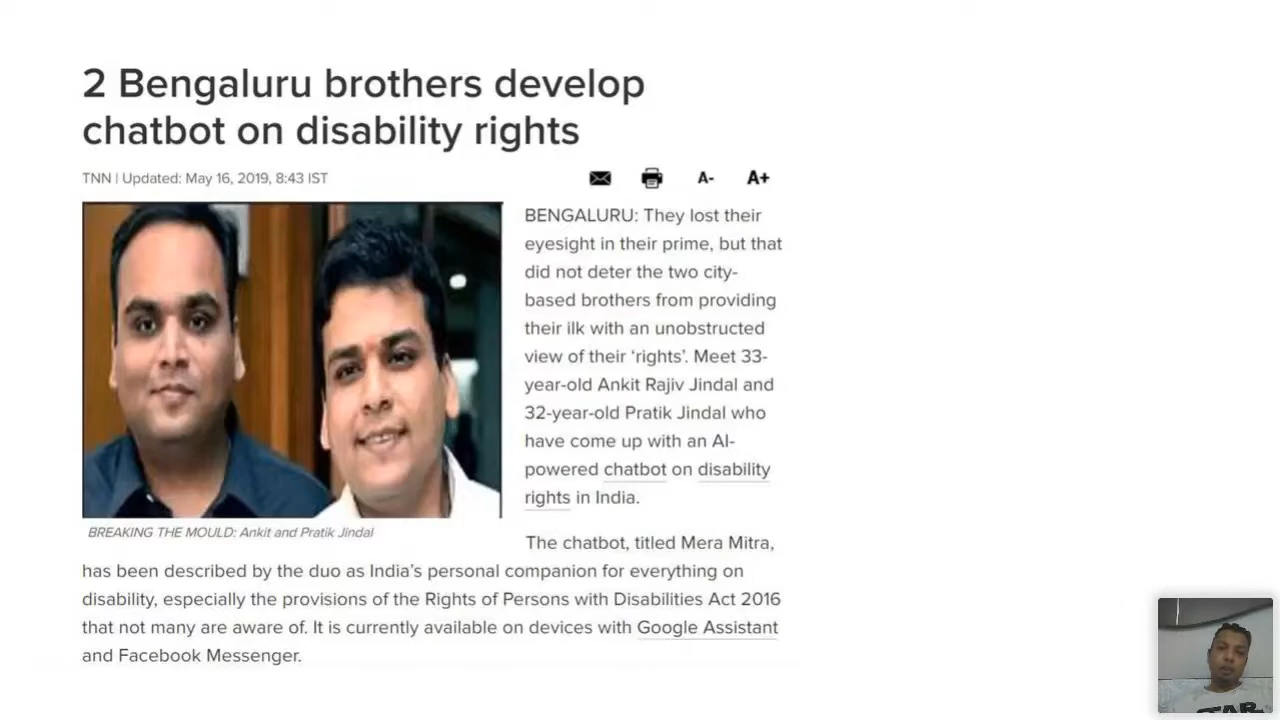 2 Bengaluru brothers develop
chatbot on disability rights
TNN | Updated: May 16, 2019, 8:43 IST
A- A+
BENGALURU: They lost their
eyesight in their prime, but that
did not deter the two city-
based brothers from providing
their ilk with an unobstructed
view of their ‘rights’. Meet 33-
year-old Ankit Rajiv Jindal and
32-year-old Pratik Jindal who
have come up with an AI-
powered chatbot on disability
rights in India.
BREAKING THE MOULD: Ankit and Pratik Jindal
The chatbot, titled Mera Mitra,
has been described by the duo as India’s personal companion for everything on
disability, especially the provisions of the Rights of Persons with Disabilities Act 2016
that not many are aware of. It is currently available on devices with Google Assistant
and Facebook Messenger.
STAR